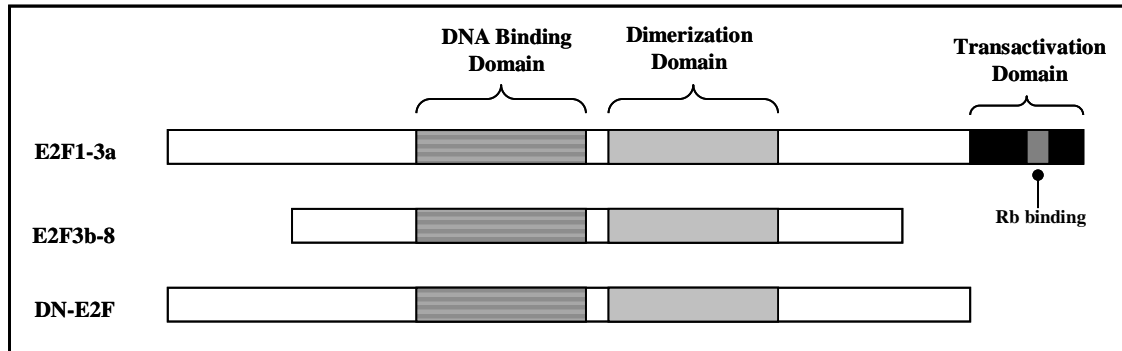 DNA Binding
Domain
Dimerization
Domain
Transactivation
Domain
E2F1-3a
Rb binding
E2F3b-8
DN-E2F